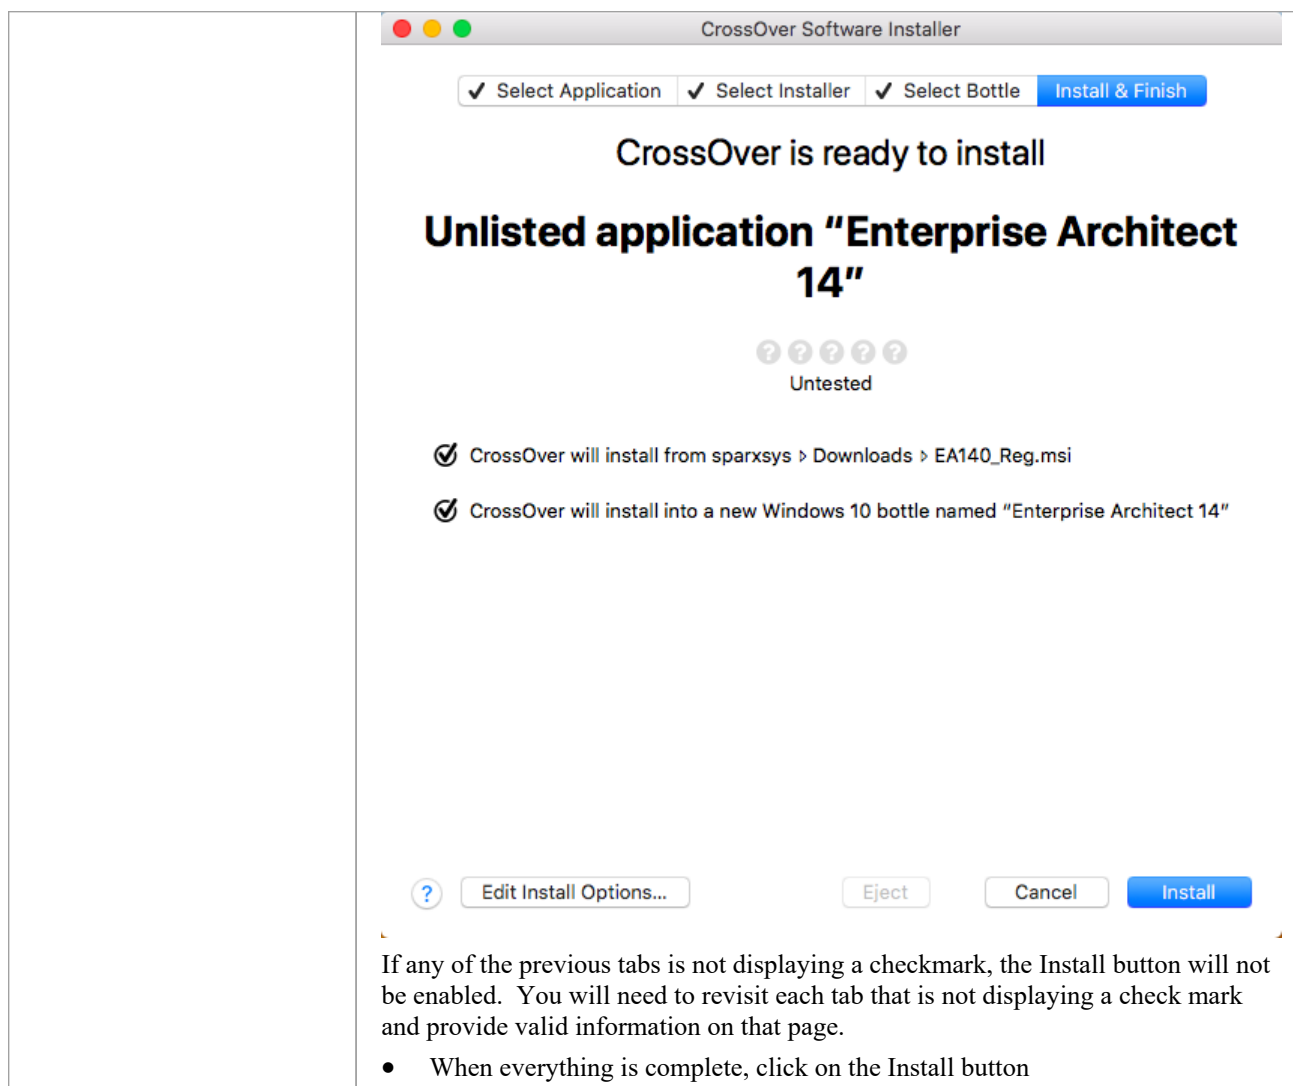 CrossOver Software Installer
✓ Select Application ✓ Select Installer ✓ Select Bottle Install & Finish
CrossOver is ready to install
Unlisted application “Enterprise Architect
14”
? ? ? ? ?
Untested
CrossOver will install from sparxsys ▹ Downloads ▹ EA140_Reg.msi
CrossOver will install into a new Windows 10 bottle named “Enterprise Architect 14”
? Edit Install Options... Eject Cancel Install
If any of the previous tabs is not displaying a checkmark, the Install button will not
be enabled.  You will need to revisit each tab that is not displaying a check mark
and provide valid information on that page.
• When everything is complete, click on the Install button